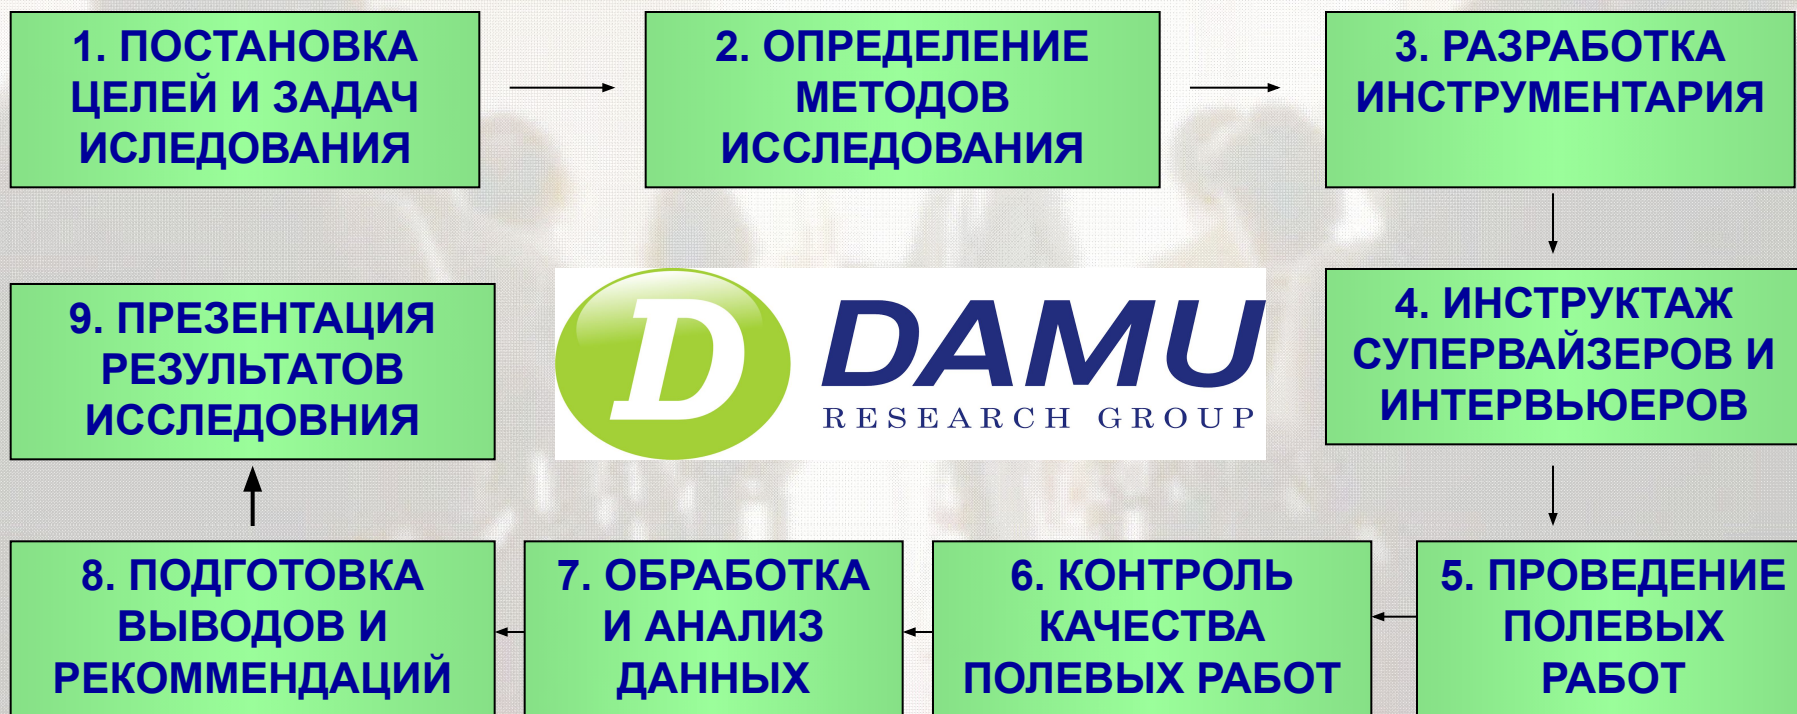 1. ПОСТАНОВКА
ЦЕЛЕЙ И ЗАДАЧ
ИСЛЕДОВАНИЯ
2. ОПРЕДЕЛЕНИЕ
МЕТОДОВ
ИССЛЕДОВАНИЯ
3. РАЗРАБОТКА
ИНСТРУМЕНТАРИЯ
4. ИНСТРУКТАЖ
СУПЕРВАЙЗЕРОВ И
ИНТЕРВЬЮЕРОВ
5. ПРОВЕДЕНИЕ
ПОЛЕВЫХ
РАБОТ
6. КОНТРОЛЬ
КАЧЕСТВА
ПОЛЕВЫХ РАБОТ
7. ОБРАБОТКА
И АНАЛИЗ
ДАННЫХ
8. ПОДГОТОВКА
ВЫВОДОВ И
РЕКОММЕНДАЦИЙ
9. ПРЕЗЕНТАЦИЯ
РЕЗУЛЬТАТОВ
ИССЛЕДОВНИЯ
D
DAMU
RESEARCH GROUP